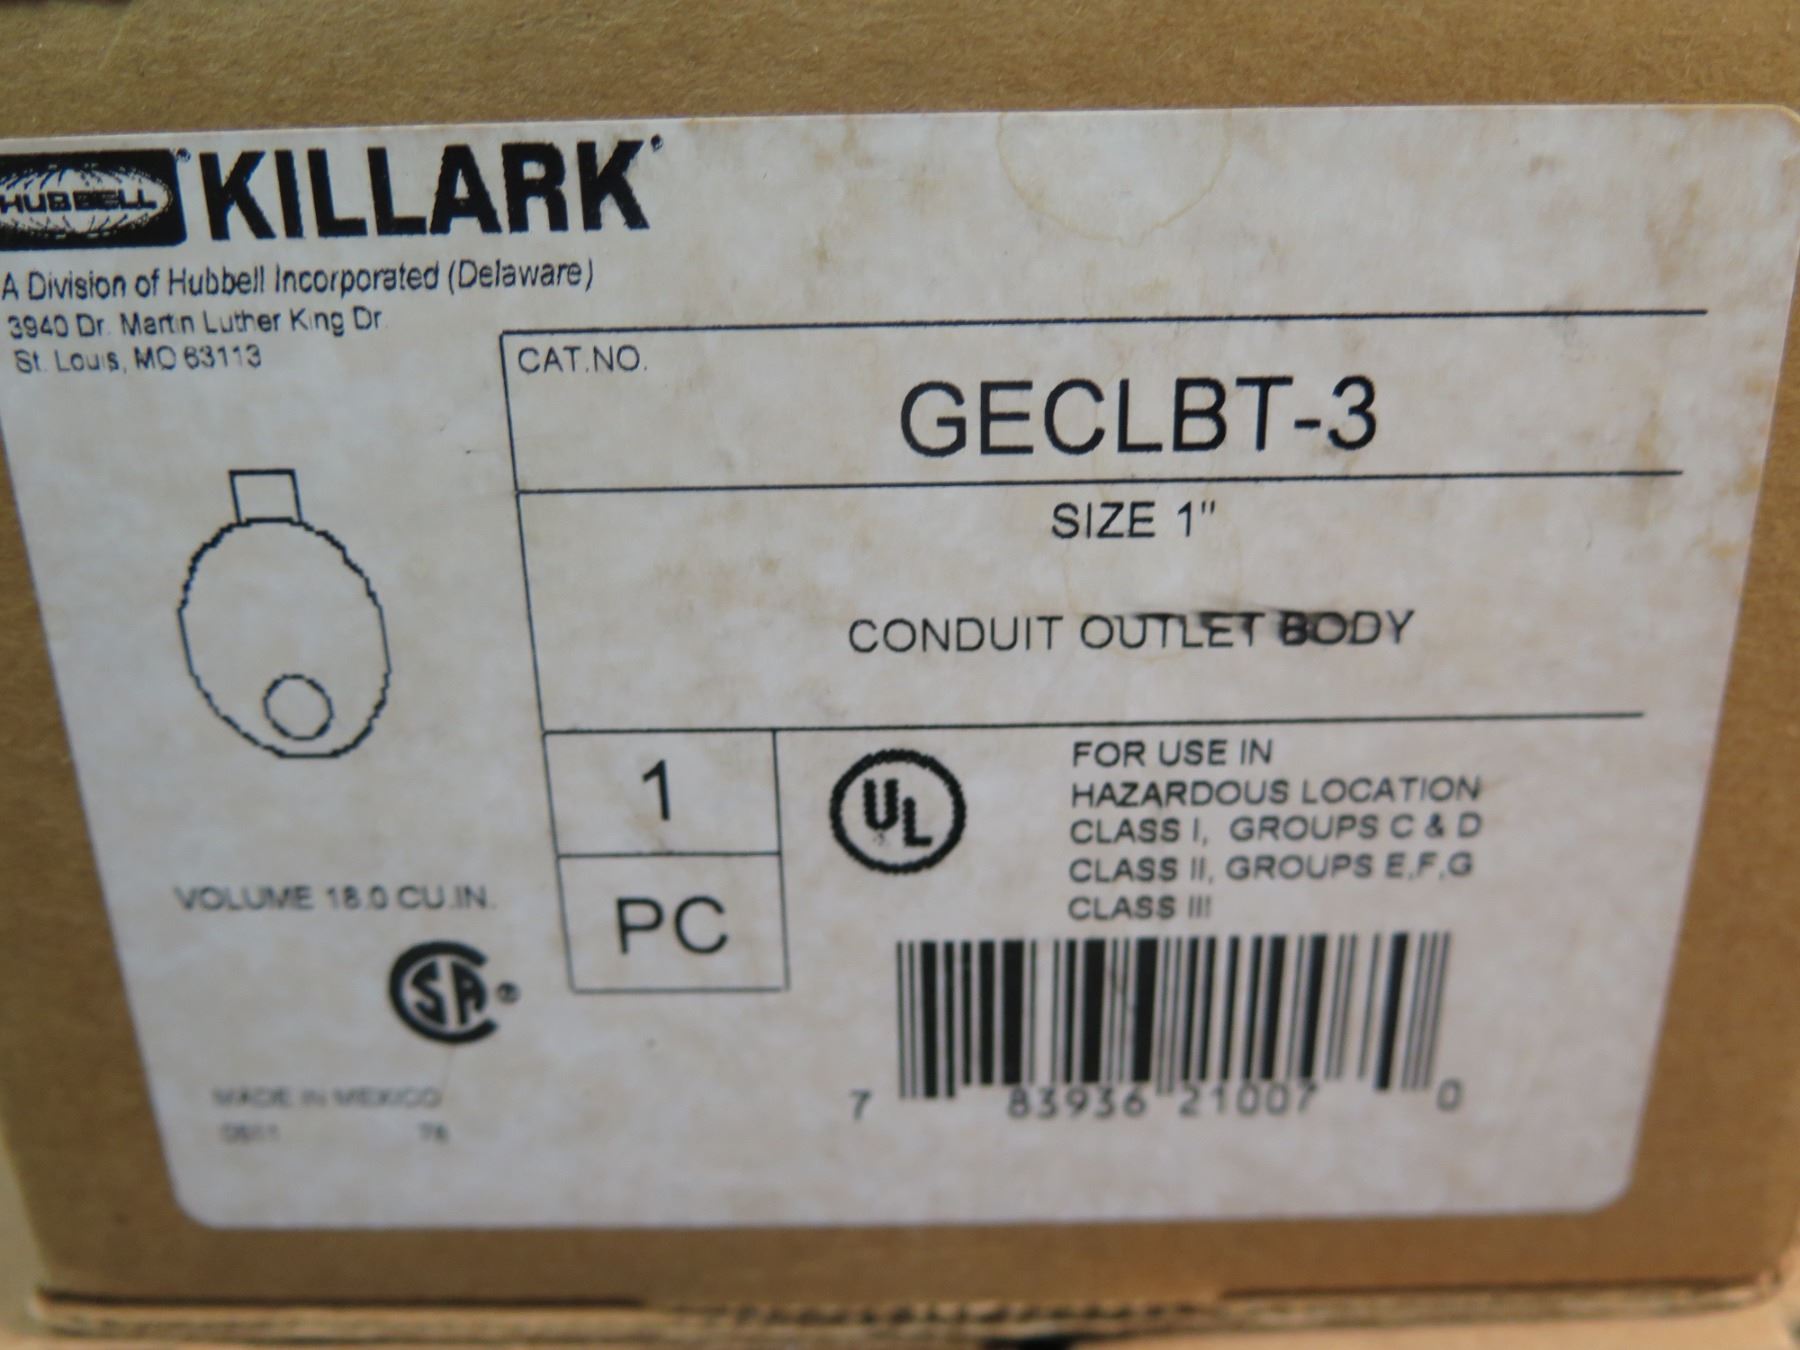 HUBBELL ® KILLARK®
A Division of Hubbell Incorporated (Delaware)
3940 Dr. Martin Luther King Dr.
St. Louis, MO 63113
CAT.NO.
GECLBT-3
SIZE 1"
CONDUIT OUTLET BODY
1
PC
UL
FOR USE IN
HAZARDOUS LOCATION
CLASS I, GROUPS C & D
CLASS II, GROUPS E,F,G
CLASS III
VOLUME 18.0 CU.IN.
SA ®
MADE IN MEXICO
7 83936 21007 0